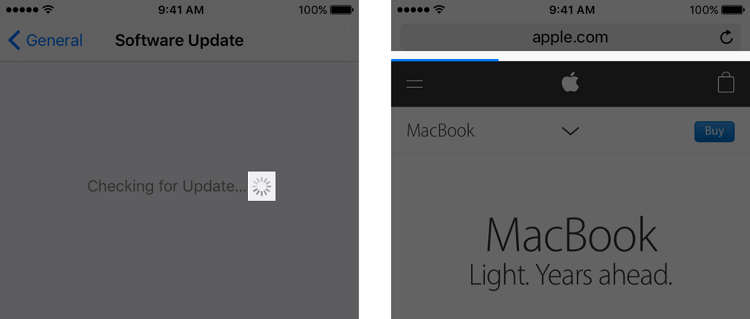 9:41 AM
100%
General
Software Update
Checking for Update...
9:41 AM
100%
apple.com
MacBook
Buy
MacBook
Light. Years ahead.